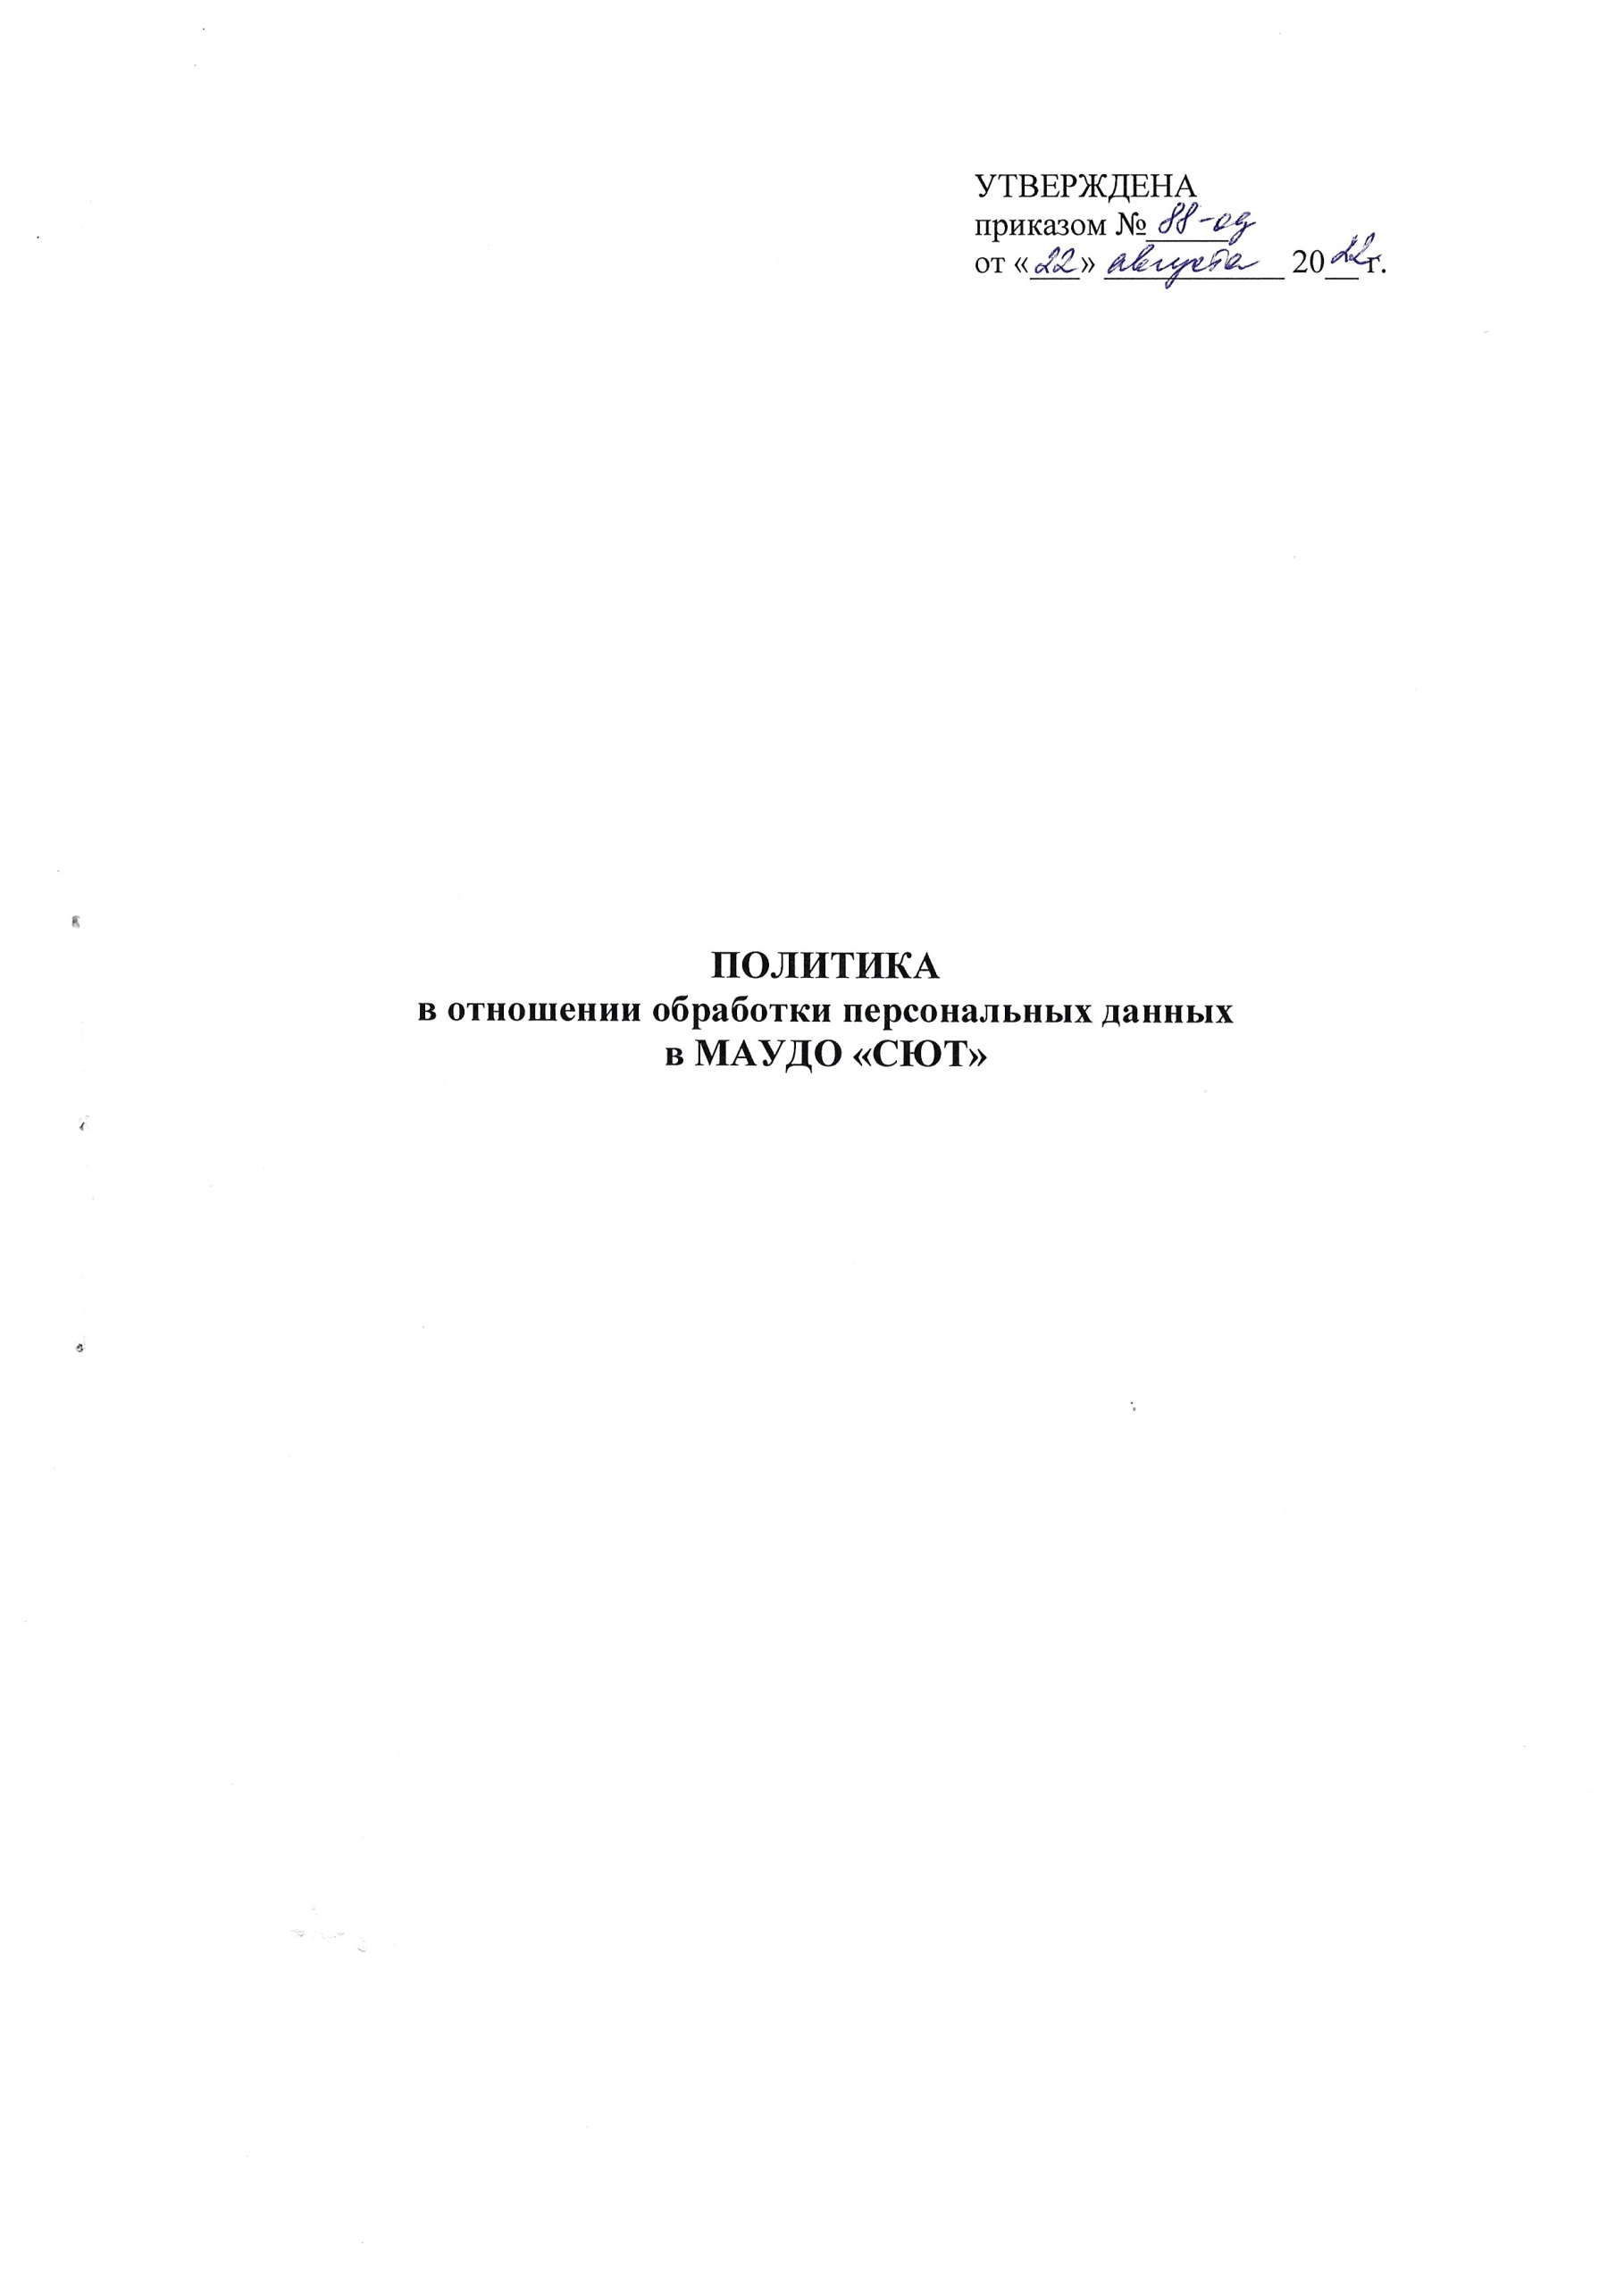 УТВЕРЖДЕНА
приказом № 88-од
от «22» августа 2022г.
ПОЛИТИКА
в отношении обработки персональных данных
в МАУДО «СЮТ»